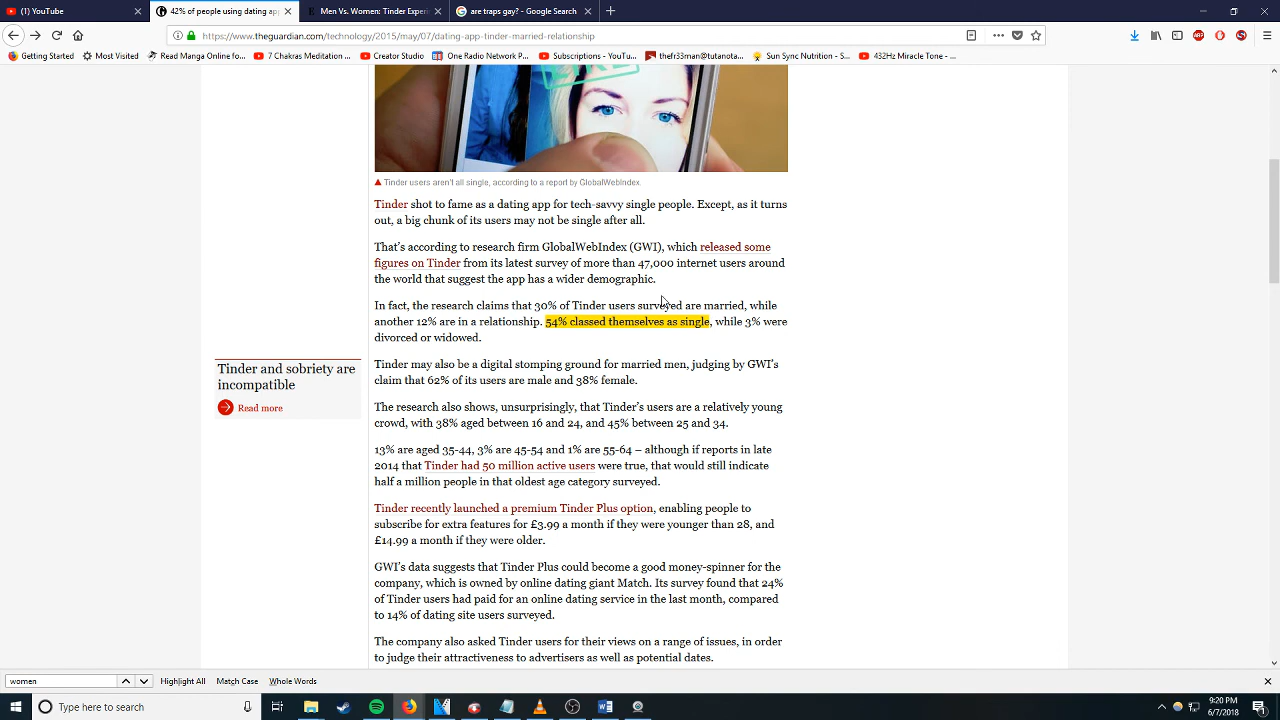 (1) YouTube
42% of people using dating app
Men Vs. Women: Tinder Experi
are traps gay? - Google Search
https://www.theguardian.com/technology/2015/may/07/dating-app-tinder-married-relationship
Getting Started
Most Visited
Read Manga Online fo...
7 Chakras Meditation ...
Creator Studio
One Radio Network P...
Subscriptions - YouTu...
thefr33man@tutanota...
Sun Sync Nutrition - S...
432Hz Miracle Tone - ...
Tinder users aren't all single, according to a report by GlobalWebIndex.
Tinder shot to fame as a dating app for tech-savvy single people. Except, as it turns
out, a big chunk of its users may not be single after all.
That's according to research firm GlobalWebIndex (GWI), which released some
figures on Tinder from its latest survey of more than 47,000 internet users around
the world that suggest the app has a wider demographic.
In fact, the research claims that 30% of Tinder users surveyed are married, while
another 12% are in a relationship. 54% classed themselves as single, while 3% were
divorced or widowed.
Tinder and sobriety are
incompatible
Read more
Tinder may also be a digital stomping ground for married men, judging by GWI's
claim that 62% of its users are male and 38% female.
The research also shows, unsurprisingly, that Tinder's users are a relatively young
crowd, with 38% aged between 16 and 24, and 45% between 25 and 34.
13% are aged 35-44, 3% are 45-54 and 1% are 55-64 – although if reports in late
2014 that Tinder had 50 million active users were true, that would still indicate
half a million people in that oldest age category surveyed.
Tinder recently launched a premium Tinder Plus option, enabling people to
subscribe for extra features for £3.99 a month if they were younger than 28, and
£14.99 a month if they were older.
GWI's data suggests that Tinder Plus could become a good money-spinner for the
company, which is owned by online dating giant Match. Its survey found that 24%
of Tinder users had paid for an online dating service in the last month, compared
to 14% of dating site users surveyed.
The company also asked Tinder users for their views on a range of issues, in order
to judge their attractiveness to advertisers as well as potential dates.
women
Highlight All
Match Case
Whole Words
Type here to search
9:20 PM
6/7/2018